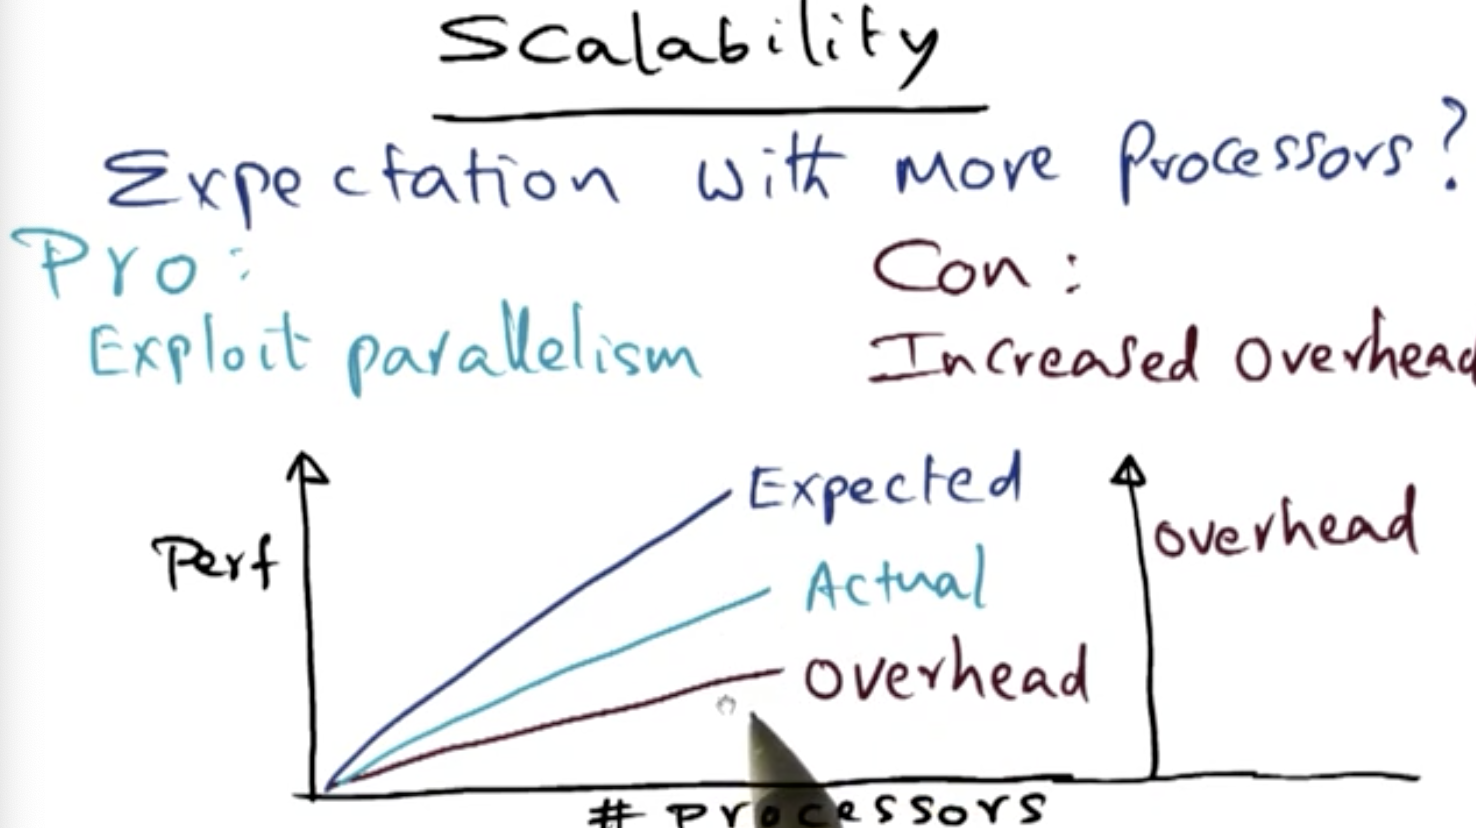 Scalability
Expectation with more processors?
Pro:
Con:
Exploit parallelism
Increased overhead
Expected
overhead
Perf
Actual
overhead
# processors